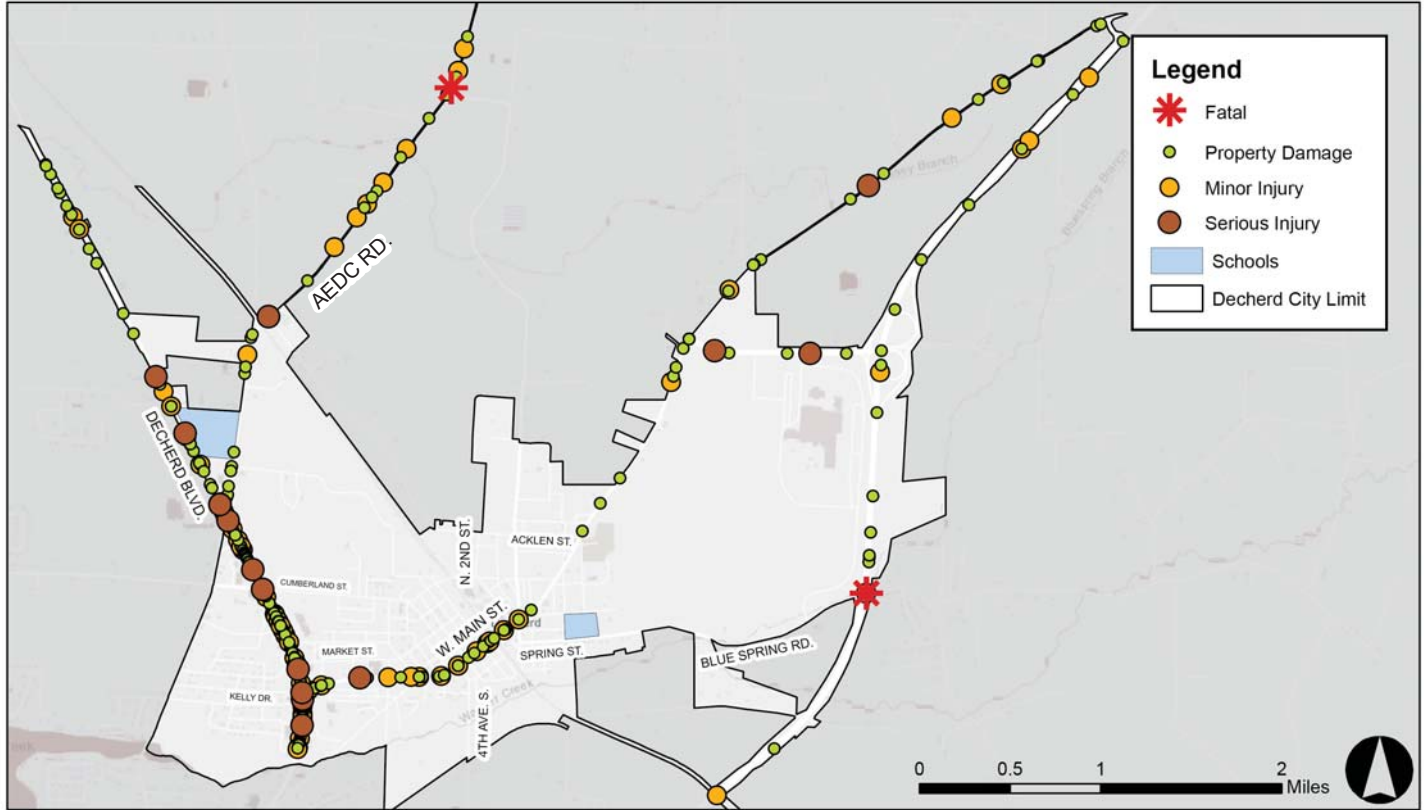 Legend
Fatal
Property Damage
Minor Injury
Serious Injury
Schools
Decherd City Limit
AEDC RD.
DECHERD BLVD.
N. 2ND ST.
ACKLEN ST.
CUMBERLAND ST.
W. MAIN ST.
MARKET ST.
SPRING ST.
BLUE SPRING RD.
KELLY DR.
4TH AVE. S.
0 0.5 1 2
Miles